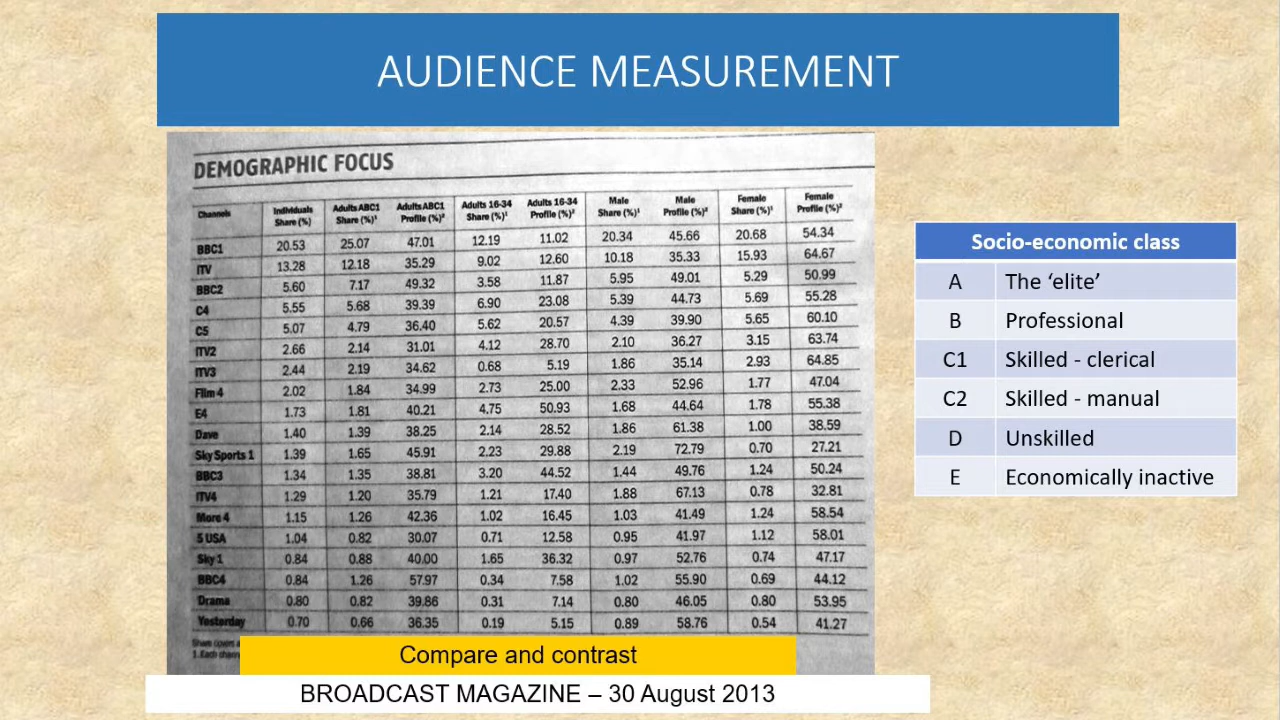 AUDIENCE MEASUREMENT
DEMOGRAPHIC FOCUS
Channels Individuals Share (%) Adults ABC1 Share (%)¹ Adults ABC1 Profile (%)² Adults 16-34 Share (%)¹ Adults 16-34 Profile (%)² Male Share (%)¹ Male Profile (%)² Female Share (%)¹ Female Profile (%)²
BBC1 20.53 25.07 47.01 12.19 11.02 20.34 45.66 20.68 54.34
ITV 13.28 12.18 35.29 9.02 12.60 10.18 35.33 15.93 64.67
BBC2 5.60 7.17 49.32 3.58 11.87 5.95 49.01 5.29 50.99
C4 5.55 5.68 39.39 6.90 23.08 5.39 44.73 5.69 55.28
C5 5.07 4.79 36.40 5.62 20.57 4.39 39.90 5.65 60.10
ITV2 2.66 2.14 31.01 4.12 28.70 2.10 36.27 3.15 63.74
ITV3 2.44 2.19 34.62 0.68 5.19 1.86 35.14 2.93 64.85
Film 4 2.02 1.84 34.99 2.73 25.00 2.33 52.96 1.77 47.04
E4 1.73 1.81 40.21 4.75 50.93 1.68 44.64 1.78 55.38
Dave 1.40 1.39 38.25 2.14 28.52 1.86 61.38 1.00 38.59
Sky Sports 1 1.39 1.65 45.91 2.23 29.88 2.19 72.79 0.70 27.21
BBC3 1.34 1.35 38.81 3.20 44.52 1.44 49.76 1.24 50.24
ITV4 1.29 1.20 35.79 1.21 17.40 1.88 67.13 0.78 32.81
More 4 1.15 1.26 42.36 1.02 16.45 1.03 41.49 1.24 58.54
5 USA 1.04 0.82 30.07 0.71 12.58 0.95 41.97 1.12 58.01
Sky 1 0.84 0.88 40.00 1.65 36.32 0.97 52.76 0.74 47.17
BBC4 0.84 1.26 57.97 0.34 7.58 1.02 55.90 0.69 44.12
Drama 0.80 0.82 39.86 0.31 7.14 0.80 46.05 0.80 53.95
Yesterday 0.70 0.66 36.35 0.19 5.15 0.89 58.76 0.54 41.27
Share covers
1. Each
Compare and contrast
BROADCAST MAGAZINE – 30 August 2013
Socio-economic class
A The ‘elite’
B Professional
C1 Skilled - clerical
C2 Skilled - manual
D Unskilled
E Economically inactive